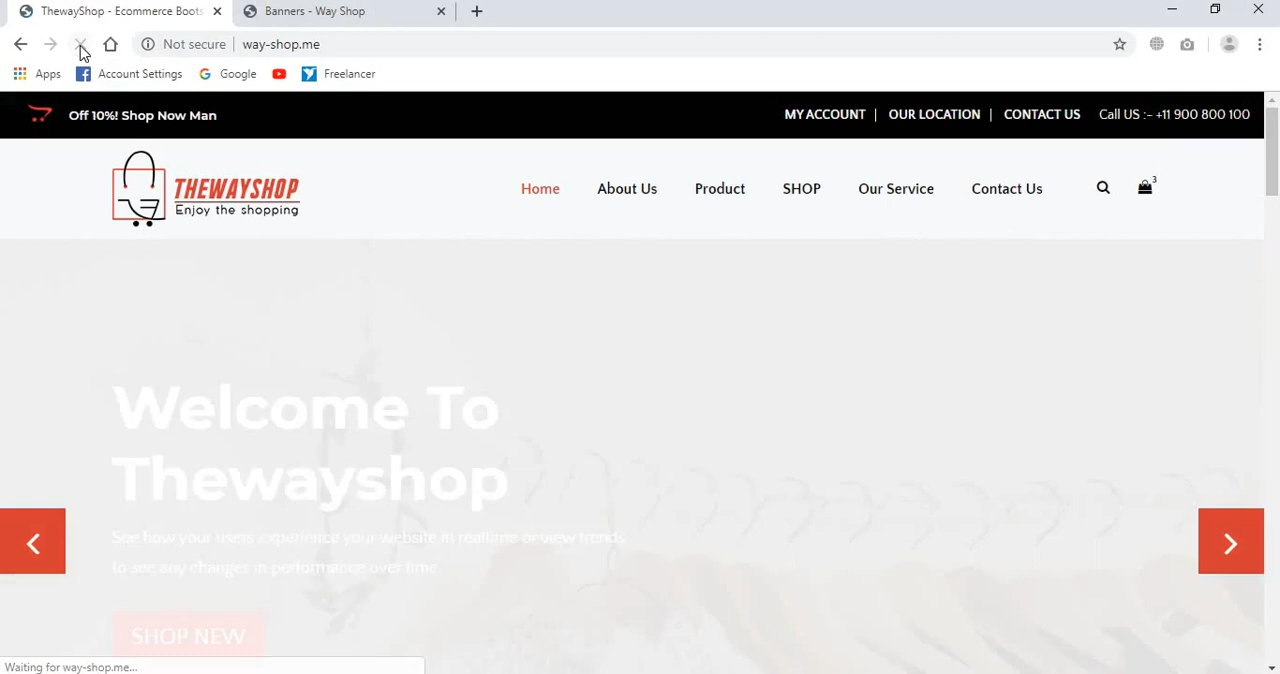 ThewayShop - Ecommerce Boots
Banners - Way Shop
Not secure
way-shop.me
Apps
Account Settings
Google
Freelancer
Off 10%! Shop Now Man
MY ACCOUNT
OUR LOCATION
CONTACT US
Call US :- +11 900 800 100
THEWAYSHOP
Enjoy the shopping
Home
About Us
Product
SHOP
Our Service
Contact Us
3
Welcome To
Thewayshop
See how your users experience your website in realtime or view trends
to see any changes in performance over time.
SHOP NEW
Waiting for way-shop.me...